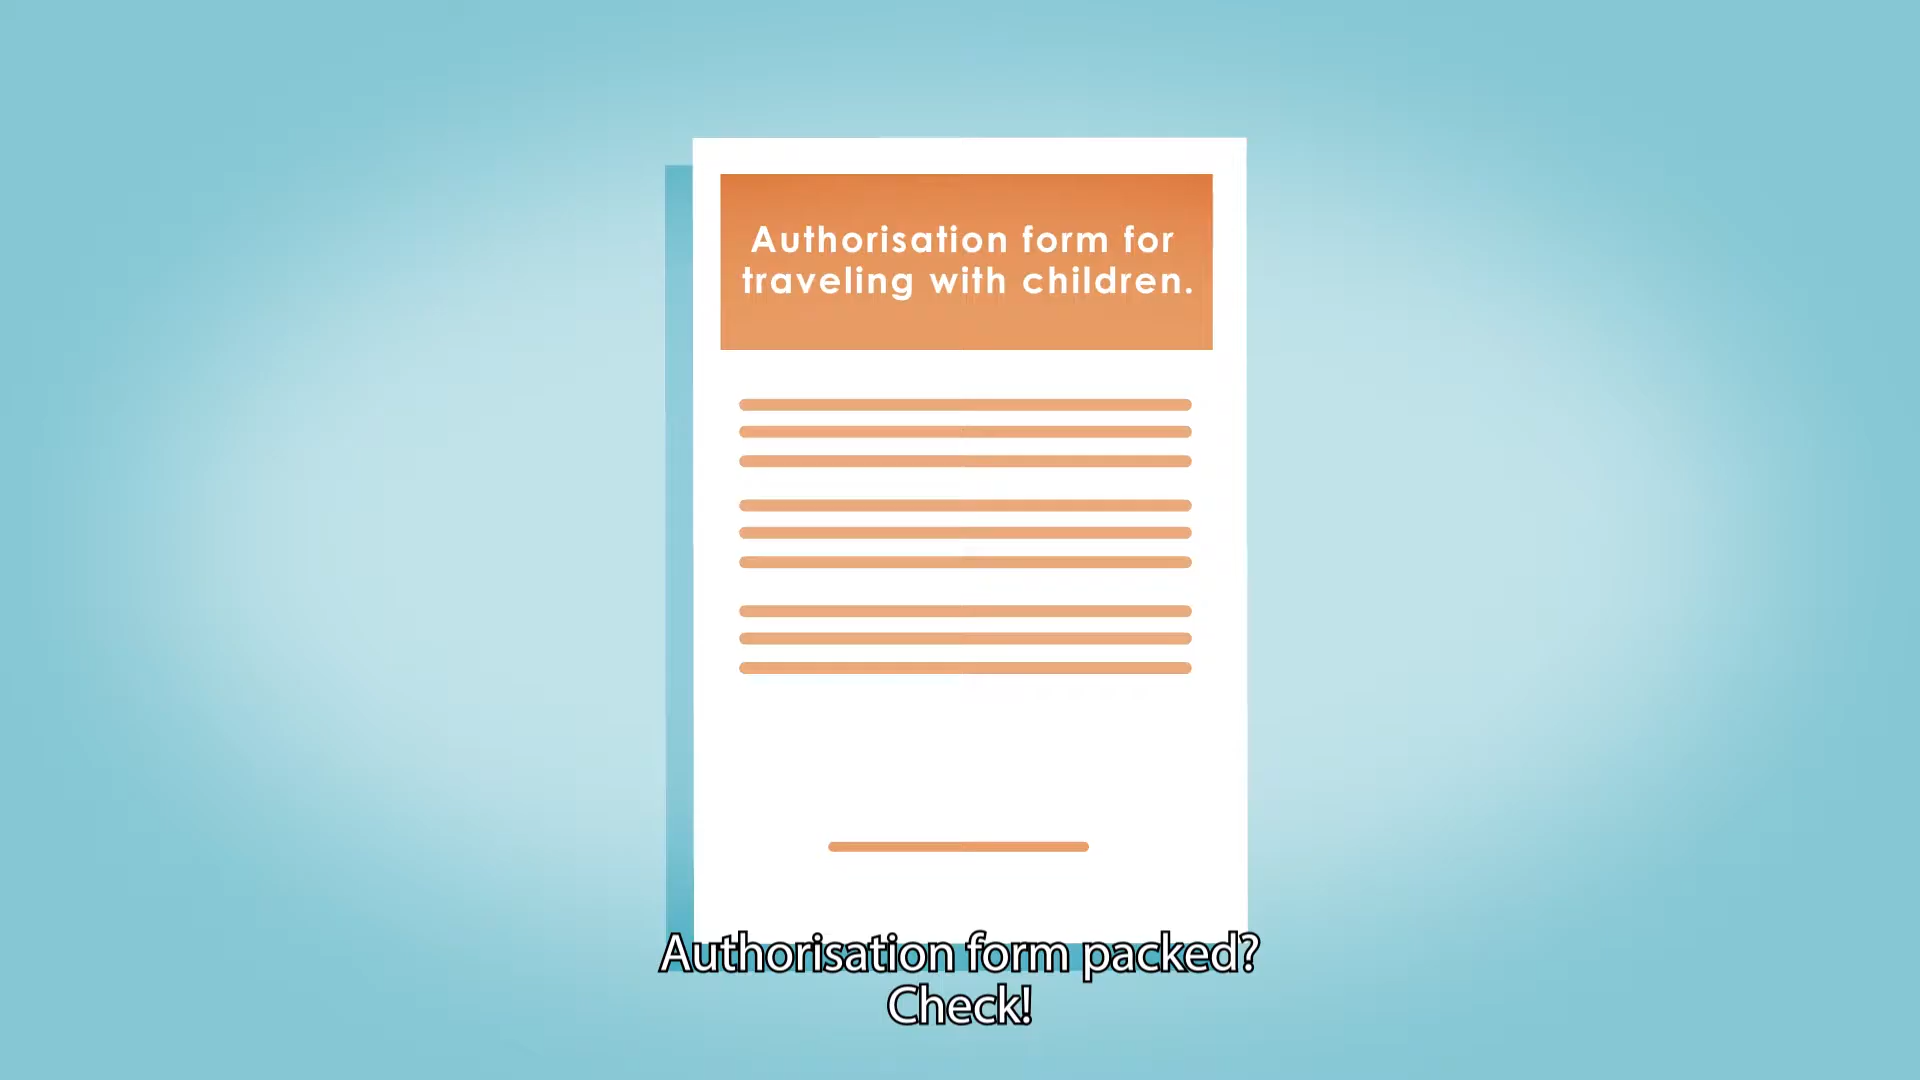 Authorisation form for
traveling with children.
Authorisation form packed?
Check!